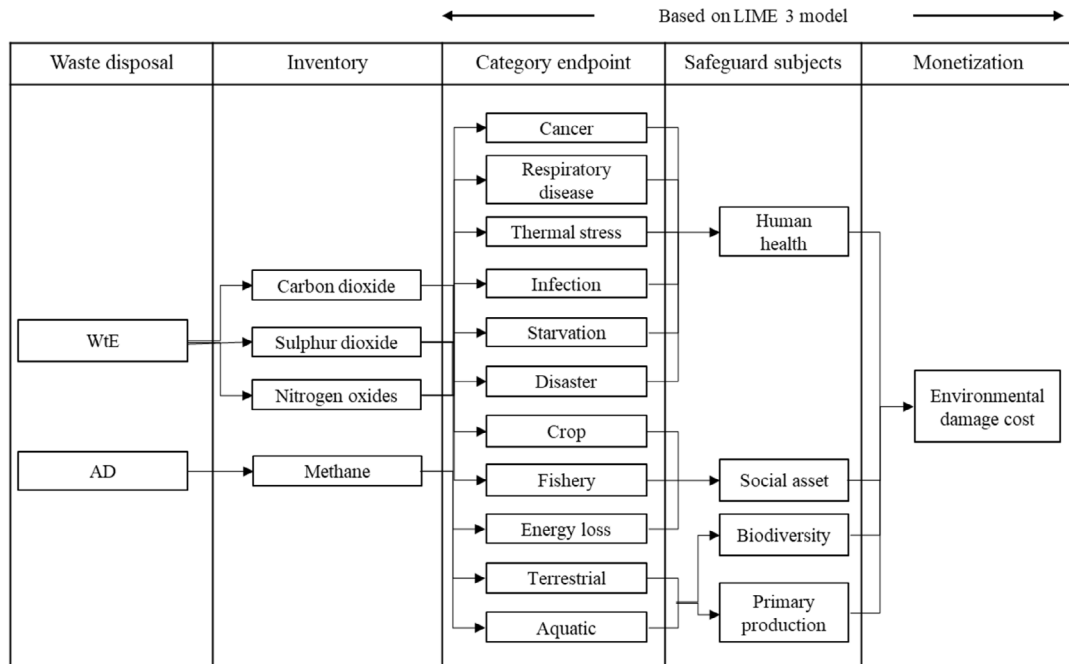 Based on LIME 3 model
Waste disposal
Inventory
Category endpoint
Safeguard subjects
Monetization
WtE
AD
Carbon dioxide
Sulphur dioxide
Nitrogen oxides
Methane
Cancer
Respiratory
disease
Thermal stress
Infection
Starvation
Disaster
Crop
Fishery
Energy loss
Terrestrial
Aquatic
Human
health
Social asset
Biodiversity
Primary
production
Environmental
damage cost